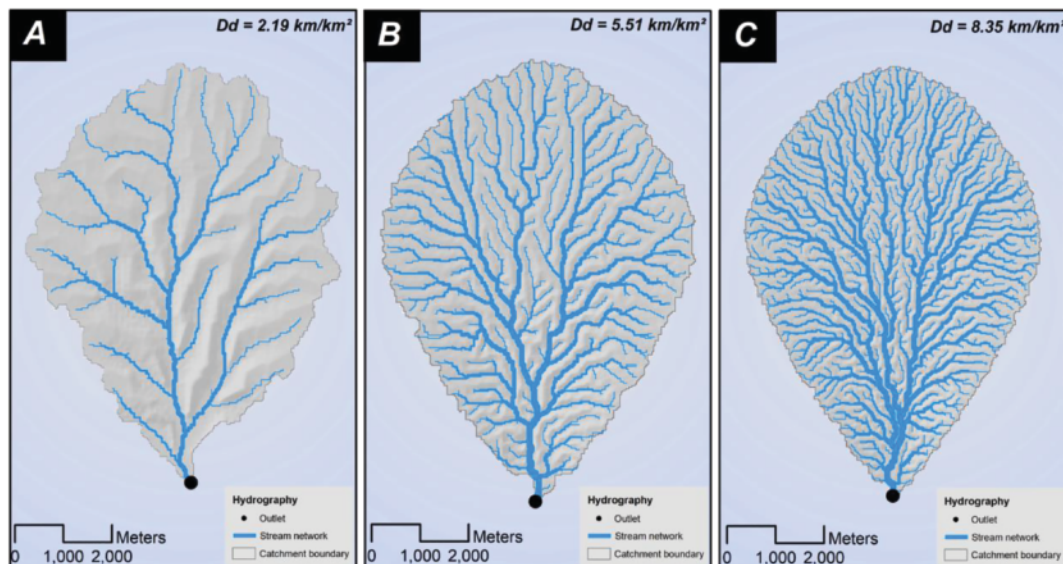 A
Dd = 2.19 km/km²
Hydrography
Outlet
Stream network
Catchment boundary
Meters
0 1,000 2,000
B
Dd = 5.51 km/km²
Hydrography
Outlet
Stream network
Catchment boundary
Meters
0 1,000 2,000
C
Dd = 8.35 km/km²
Hydrography
Outlet
Stream network
Catchment boundary
Meters
0 1,000 2,000